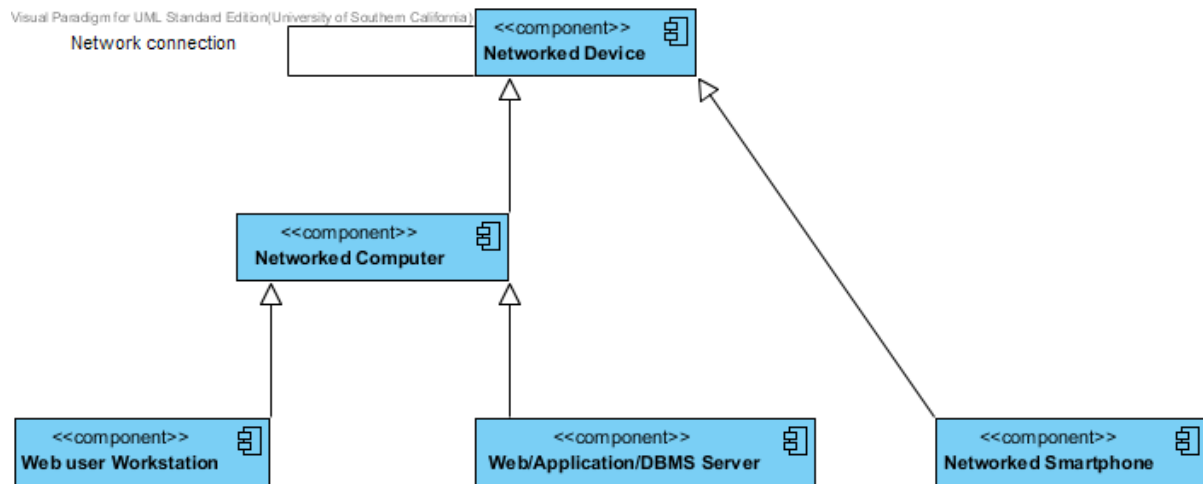 Visual Paradigm for UML Standard Edition(University of Southern California)
Network connection
<<component>>
Networked Device
<<component>>
Networked Computer
<<component>>
Web user Workstation
<<component>>
Web/Application/DBMS Server
<<component>>
Networked Smartphone